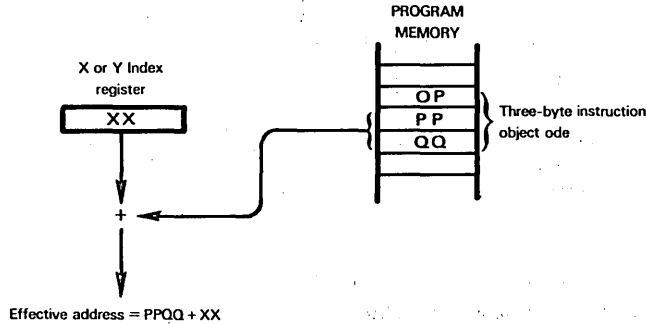 PROGRAM
MEMORY
X or Y Index
register
XX
OP
PP
QQ
Three-byte instruction
object ode
+
Effective address = PPQQ + XX